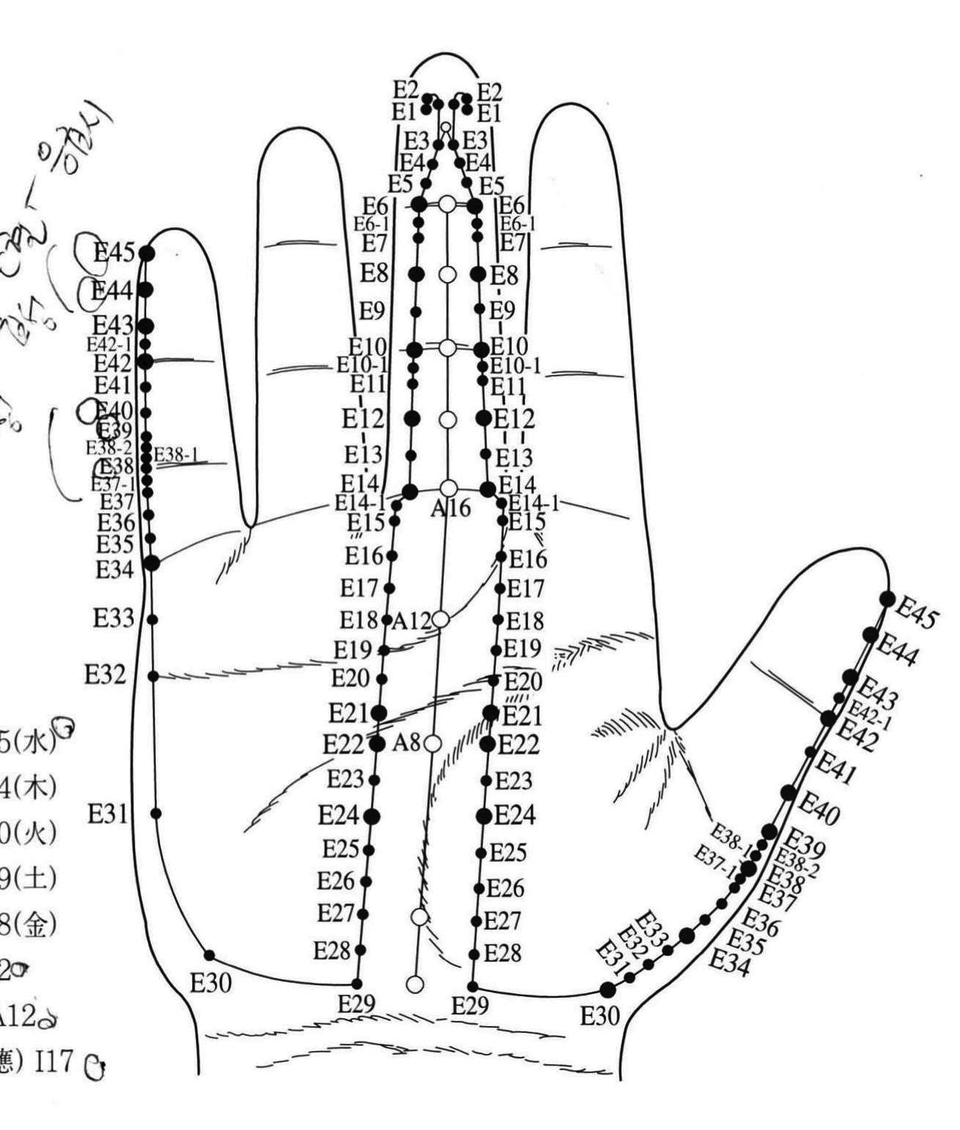 E2 E2
E1 E1
E3 E3
E4 E4
E5 E5
E6 E6
E6-1 E6-1
E7 E7
E45
E8 E8
E44
E9 E9
E43
E42-1
E10 E10
E42
E10-1 E10-1
E41
E11 E11
E40
E12 E12
E39
E38-2 E38-1
E13 E13
E38
E37-1
E14 E14
E37
E14-1 A16 E14-1
E36
E15 E15
E35
E16 E16
E34
E17 E17
E33
E18 A12 E18
E45
E19 E19
E44
E32
E20 E20
E43
E21 E21
E42-1
E42
5(水)
E22 A8 E22
E41
4(木)
E23 E23
E40
E31
E24 E24
0(火)
E38-1 E39
E25 E25
E37-1 E38-2
9(土)
E38
E26 E26
E37
8(金)
E27 E27
E36
E33
E35
E28 E28
E32
E34
E31
2
E30
E29 E29
E30
A12
應) I17